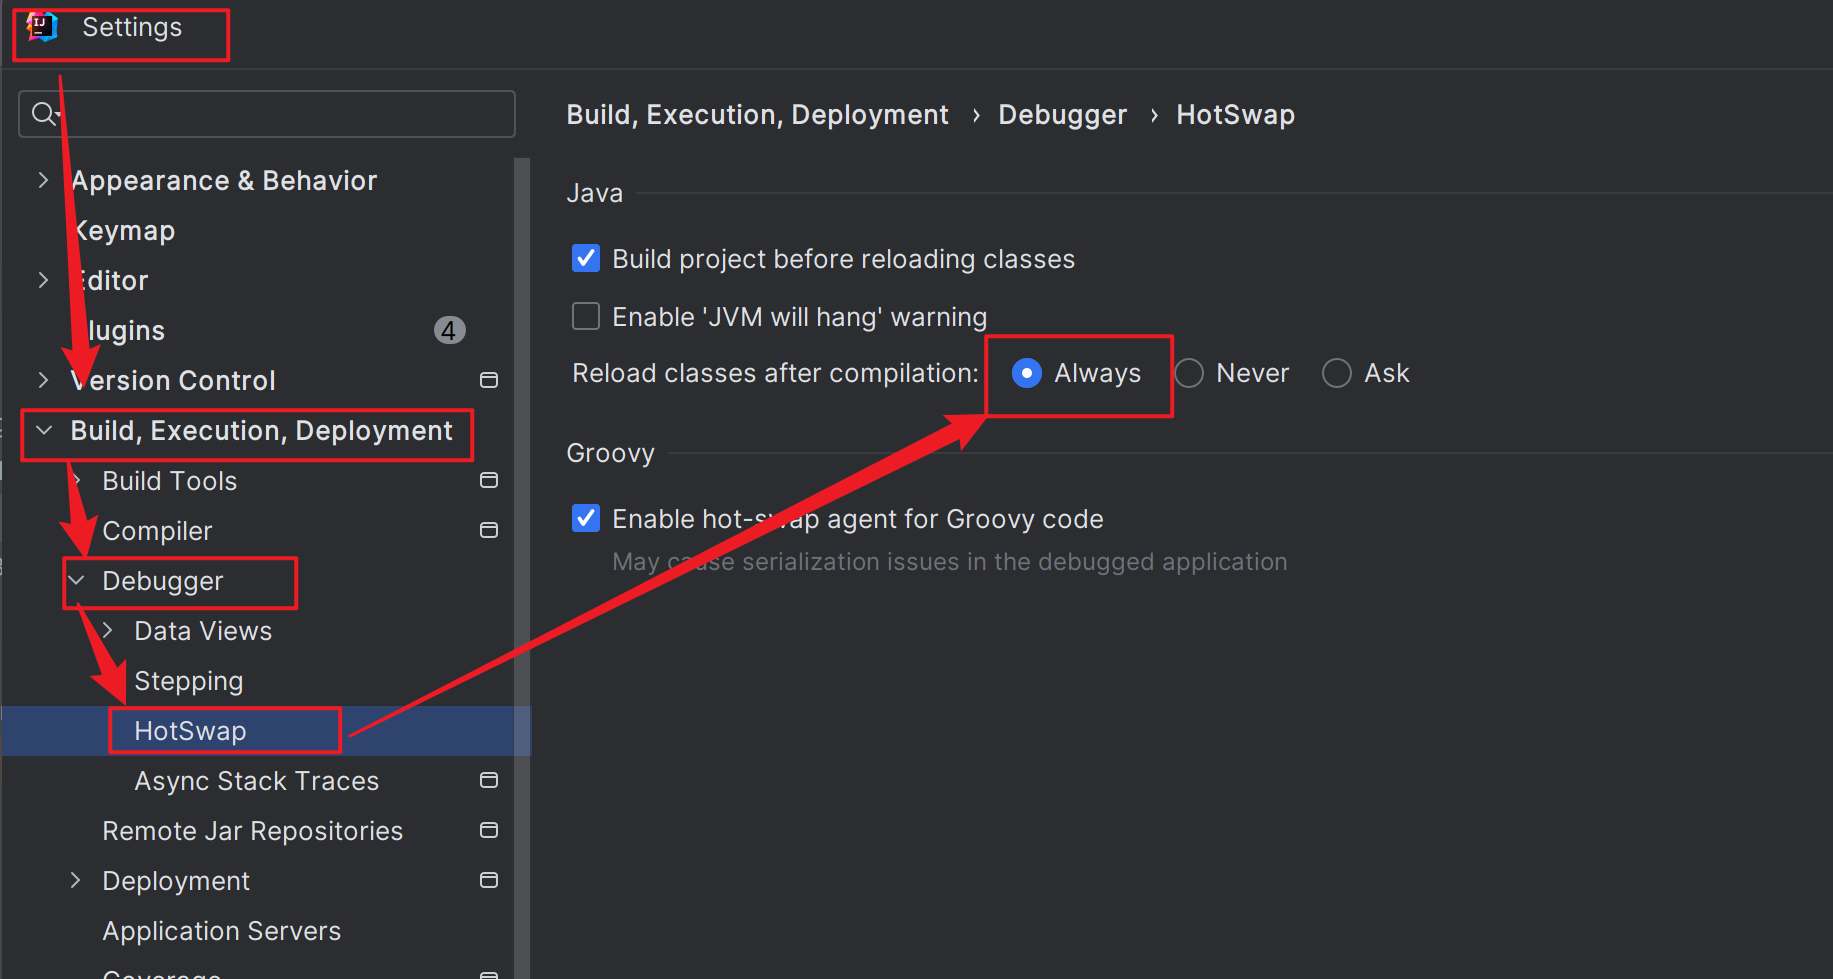 IJ
Settings
Appearance & Behavior
Keymap
Editor
Plugins
4
Version Control
Build, Execution, Deployment
Build Tools
Compiler
Debugger
Data Views
Stepping
HotSwap
Async Stack Traces
Remote Jar Repositories
Deployment
Application Servers
Coverage
Build, Execution, Deployment › Debugger › HotSwap
Java
Build project before reloading classes
Enable 'JVM will hang' warning
Reload classes after compilation: Always Never Ask
Groovy
Enable hot-swap agent for Groovy code
May cause serialization issues in the debugged application